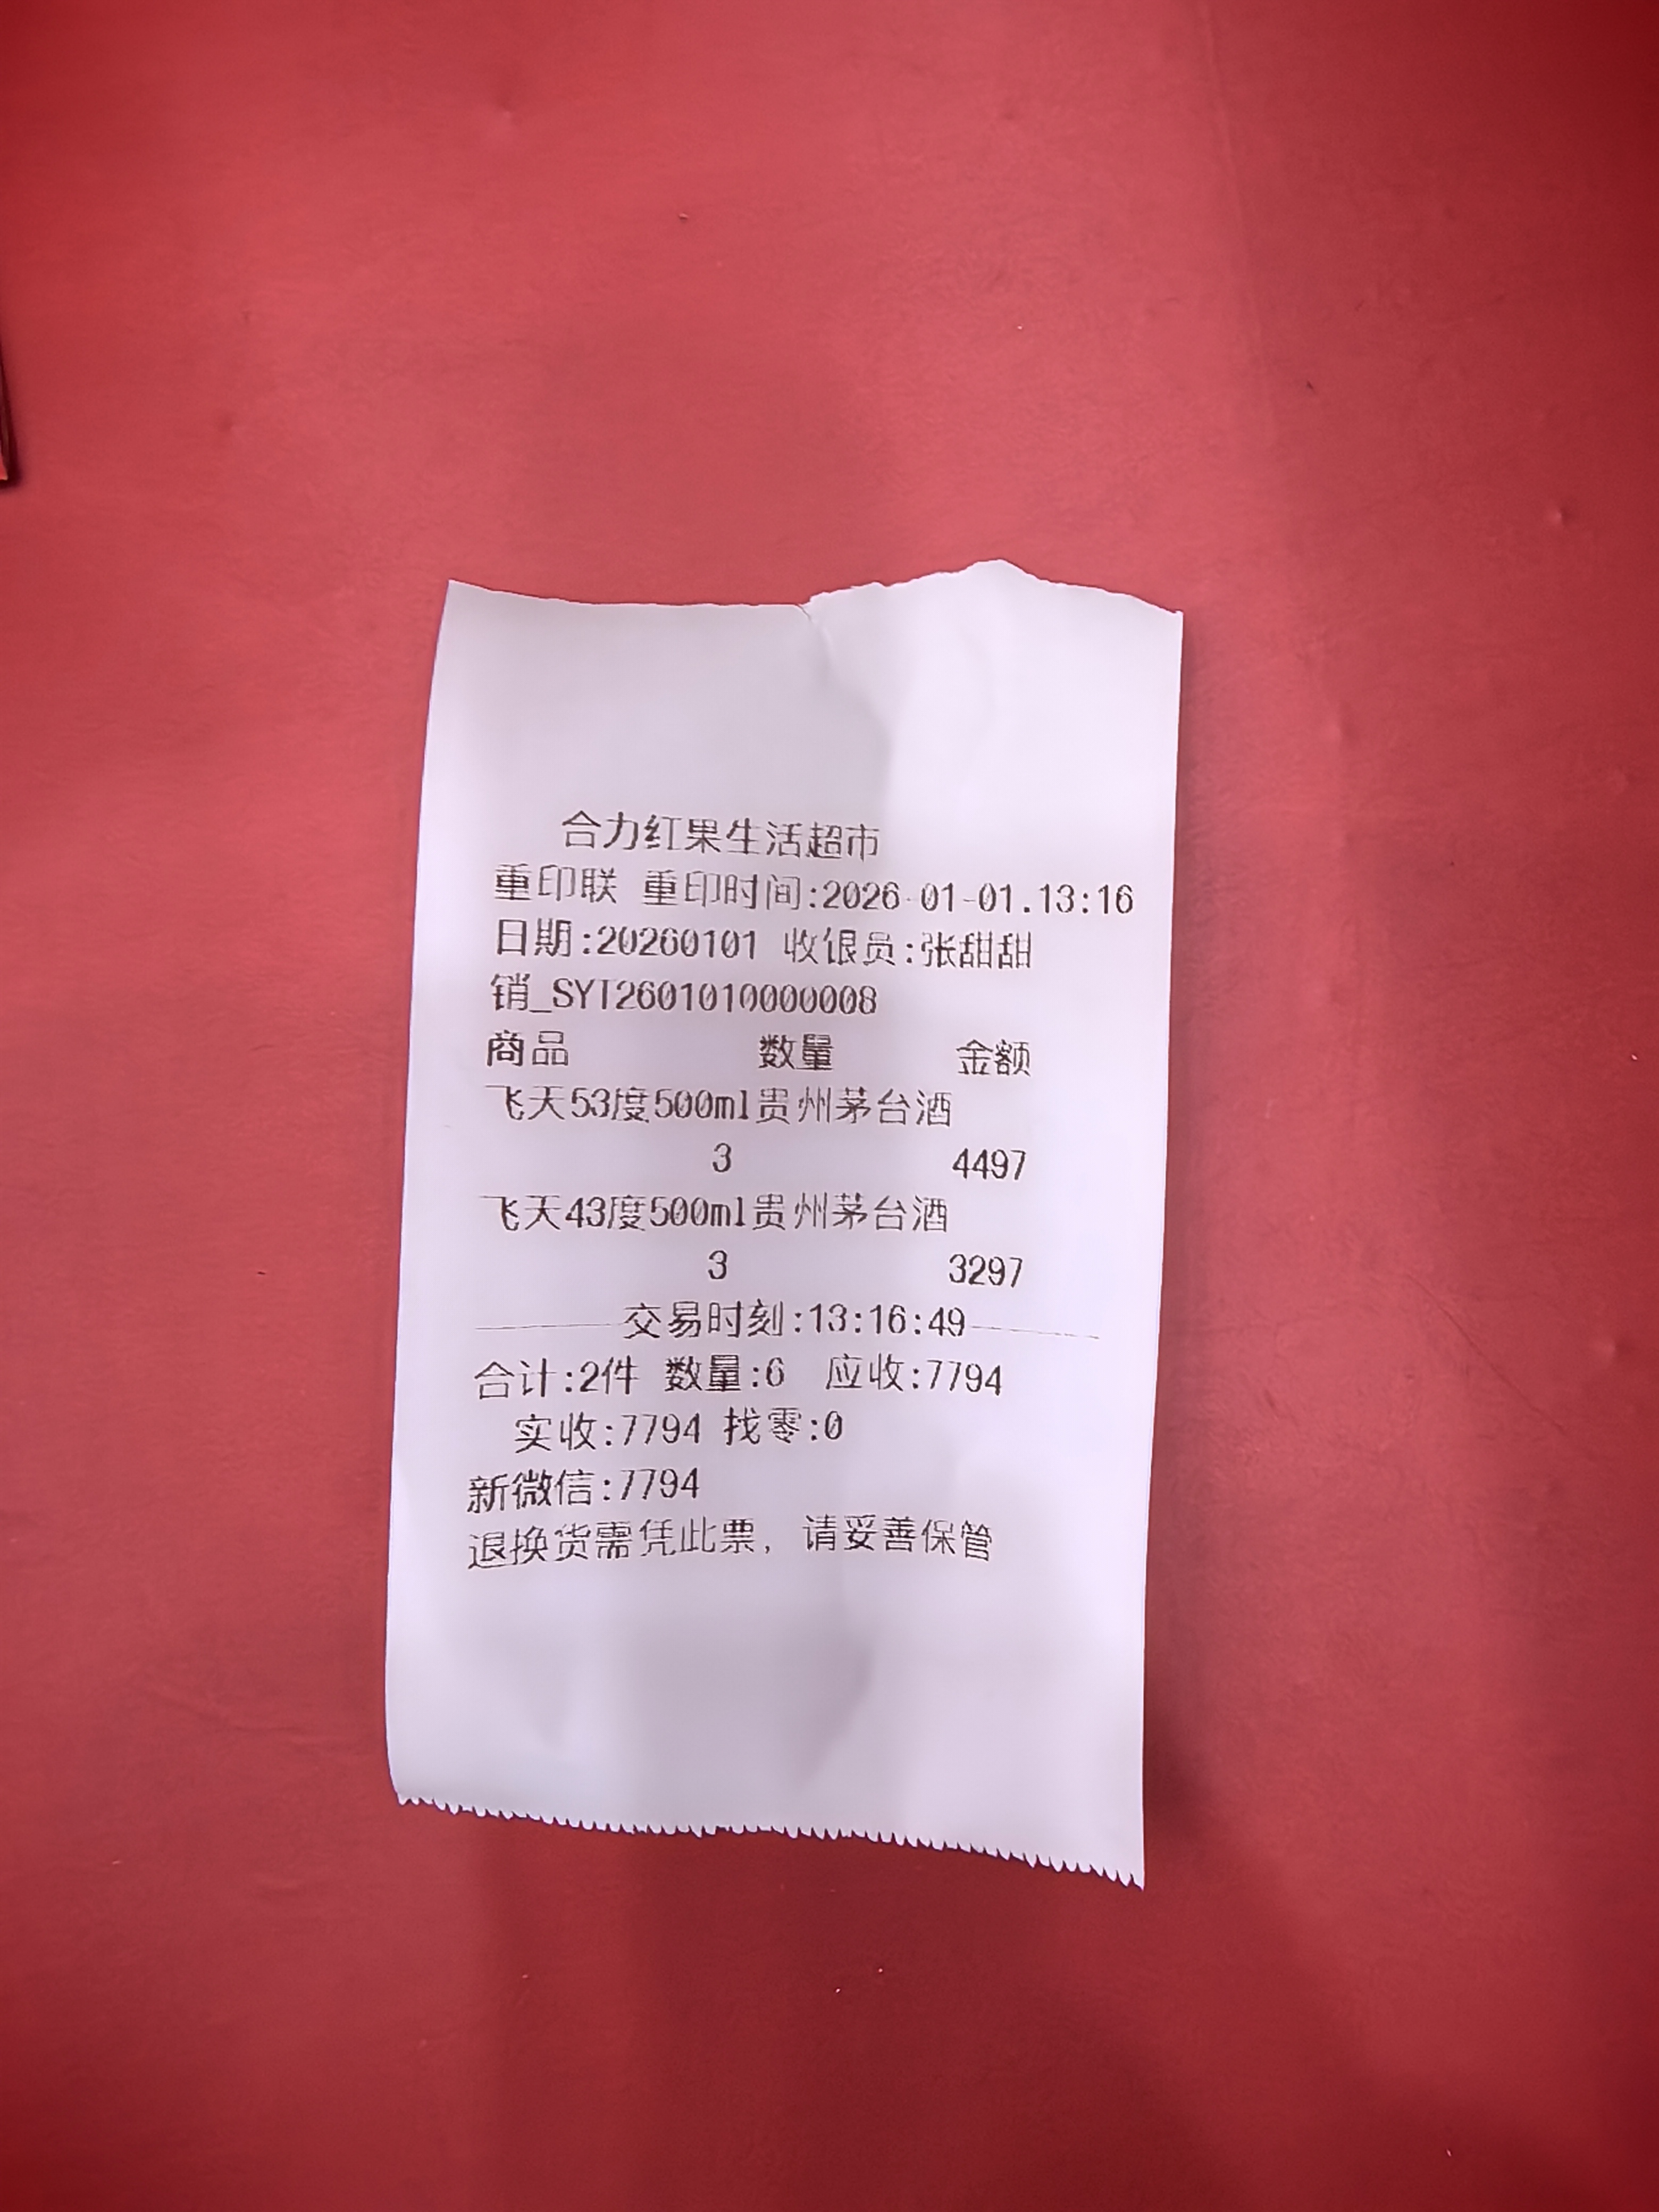 合力红果生活超市
重印联 重印时间:2026-01-01.13:16
日期:20260101 收银员:张甜甜
销_SYT2601010000008
商品 数量 金额
飞天53度500ml贵州茅台酒
3 4497
飞天43度500ml贵州茅台酒
3 3297
交易时刻:13:16:49
合计:2件 数量:6 应收:7794
实收:7794 找零:0
新微信:7794
退换货需凭此票, 请妥善保管